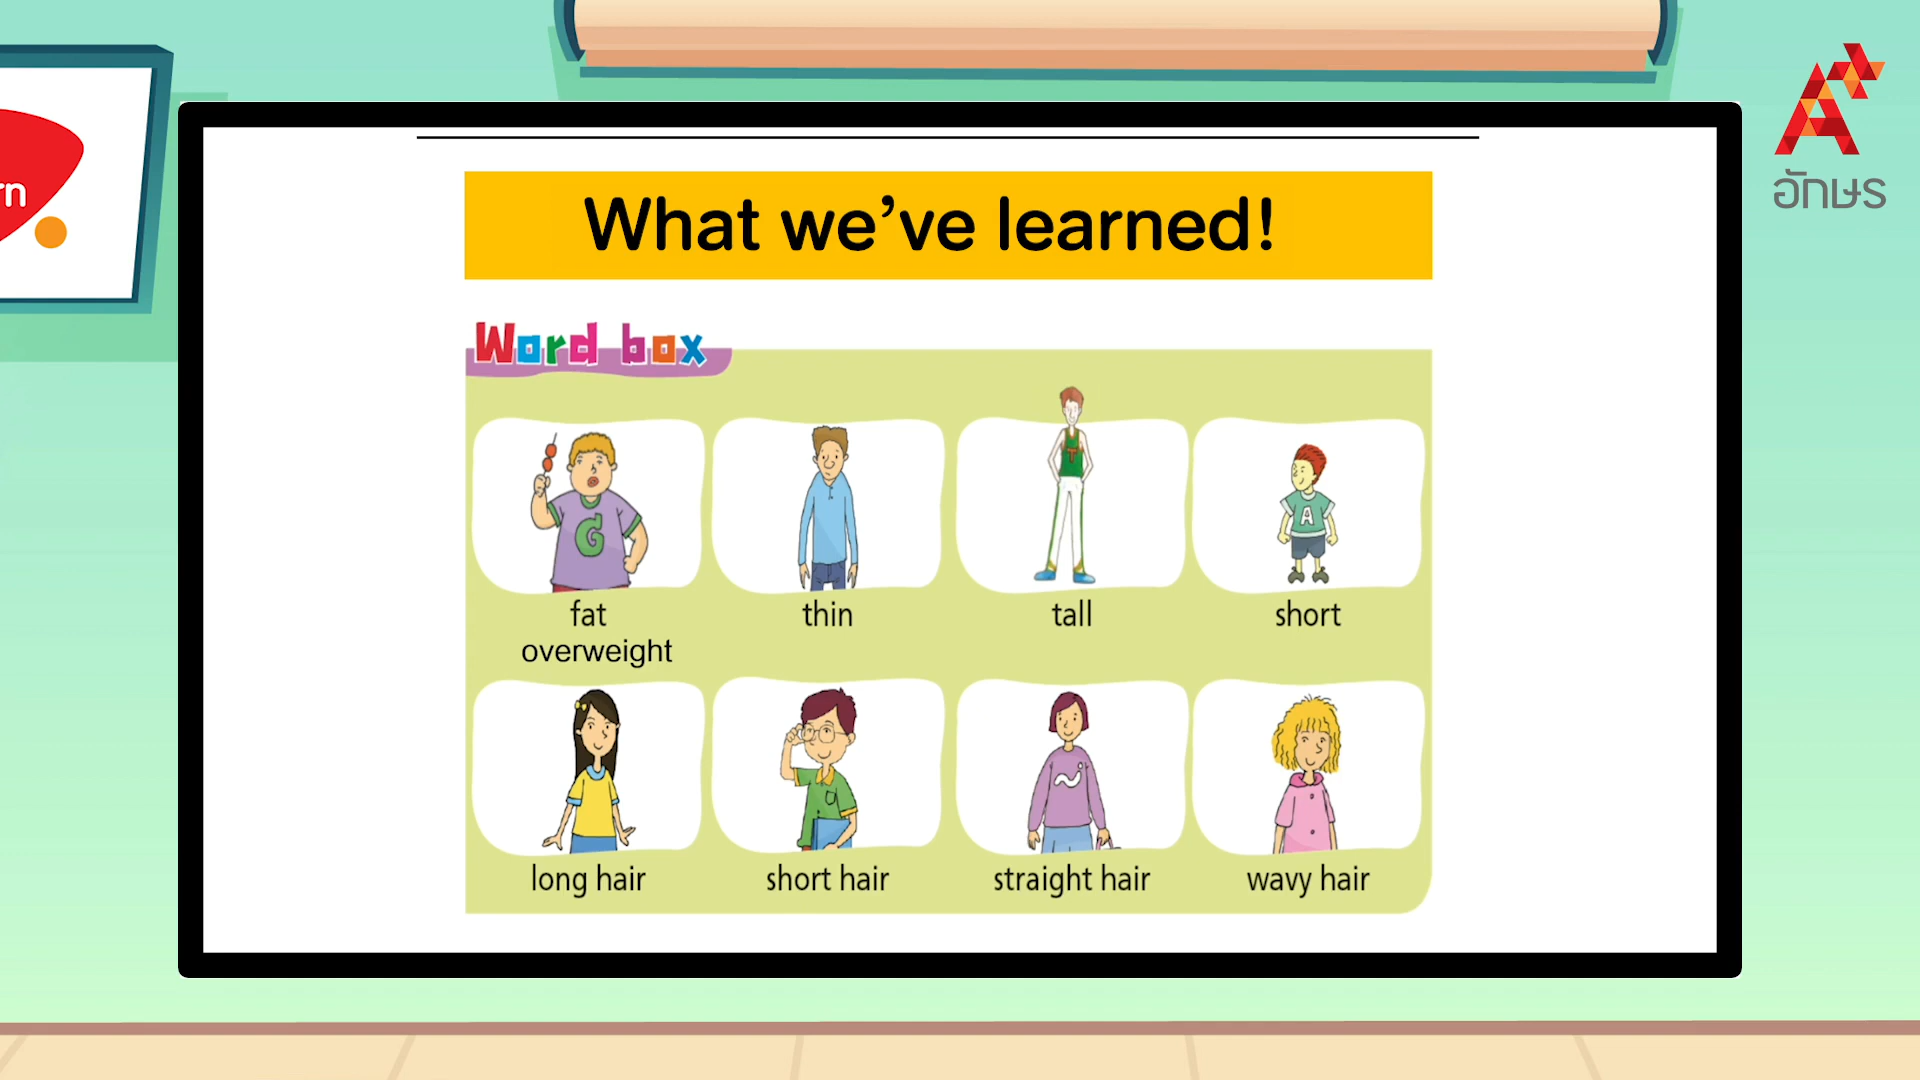 What we've learned!
อักษร
rn
Word box
G
T
A
fat
thin
tall
short
overweight
long hair
short hair
straight hair
wavy hair